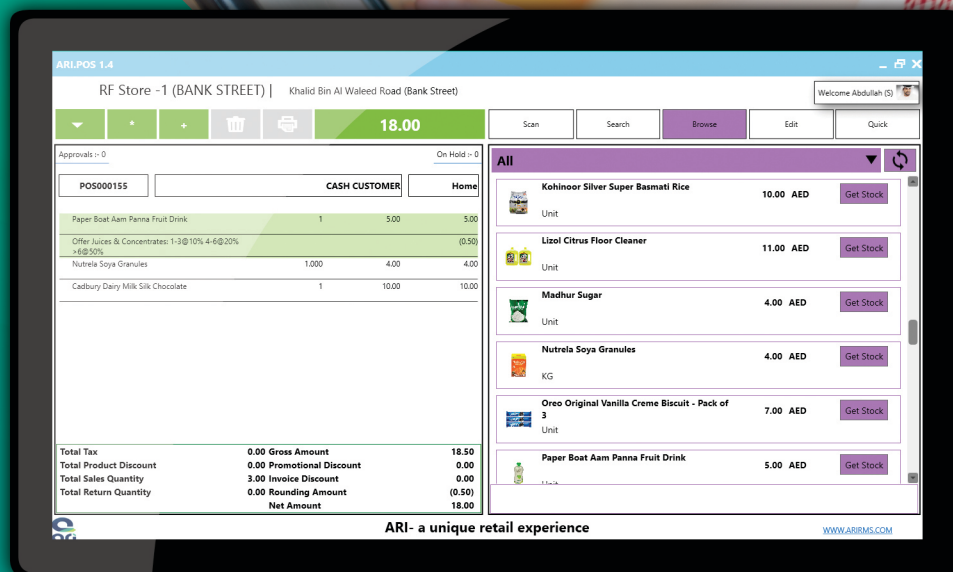 ARI.POS 1.4
RF Store -1 (BANK STREET) | Khalid Bin Al Waleed Road (Bank Street)
Welcome Abdullah (S)
* + 18.00
Scan Search Browse Edit Quick
Approvals :- 0 On Hold :- 0
All
POS000155 CASH CUSTOMER Home
Paper Boat Aam Panna Fruit Drink 1 5.00 5.00
Offer Juices & Concentrates: 1-3@10% 4-6@20% (0.50)
>6@50%
Nutrela Soya Granules 1.000 4.00 4.00
Cadbury Dairy Milk Silk Chocolate 1 10.00 10.00
Kohinoor Silver Super Basmati Rice
10.00 AED Get Stock
Unit
Lizol Citrus Floor Cleaner
11.00 AED Get Stock
Unit
Madhur Sugar
4.00 AED Get Stock
Unit
Nutrela Soya Granules
4.00 AED Get Stock
KG
Oreo Original Vanilla Creme Biscuit - Pack of
3
7.00 AED Get Stock
Unit
Paper Boat Aam Panna Fruit Drink
5.00 AED Get Stock
Unit
Total Tax 0.00 Gross Amount 18.50
Total Product Discount 0.00 Promotional Discount 0.00
Total Sales Quantity 3.00 Invoice Discount 0.00
Total Return Quantity 0.00 Rounding Amount (0.50)
Net Amount 18.00
ARI- a unique retail experience
WWW.ARIRMS.COM